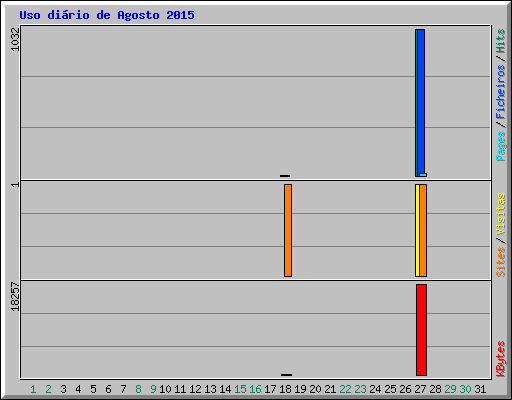 Uso diário de Agosto 2015
1032
Pages / Ficheiros / Hits
1
Sites / Visitas
18257
KBytes
1 2 3 4 5 6 7 8 9 10 11 12 13 14 15 16 17 18 19 20 21 22 23 24 25 26 27 28 29 30 31